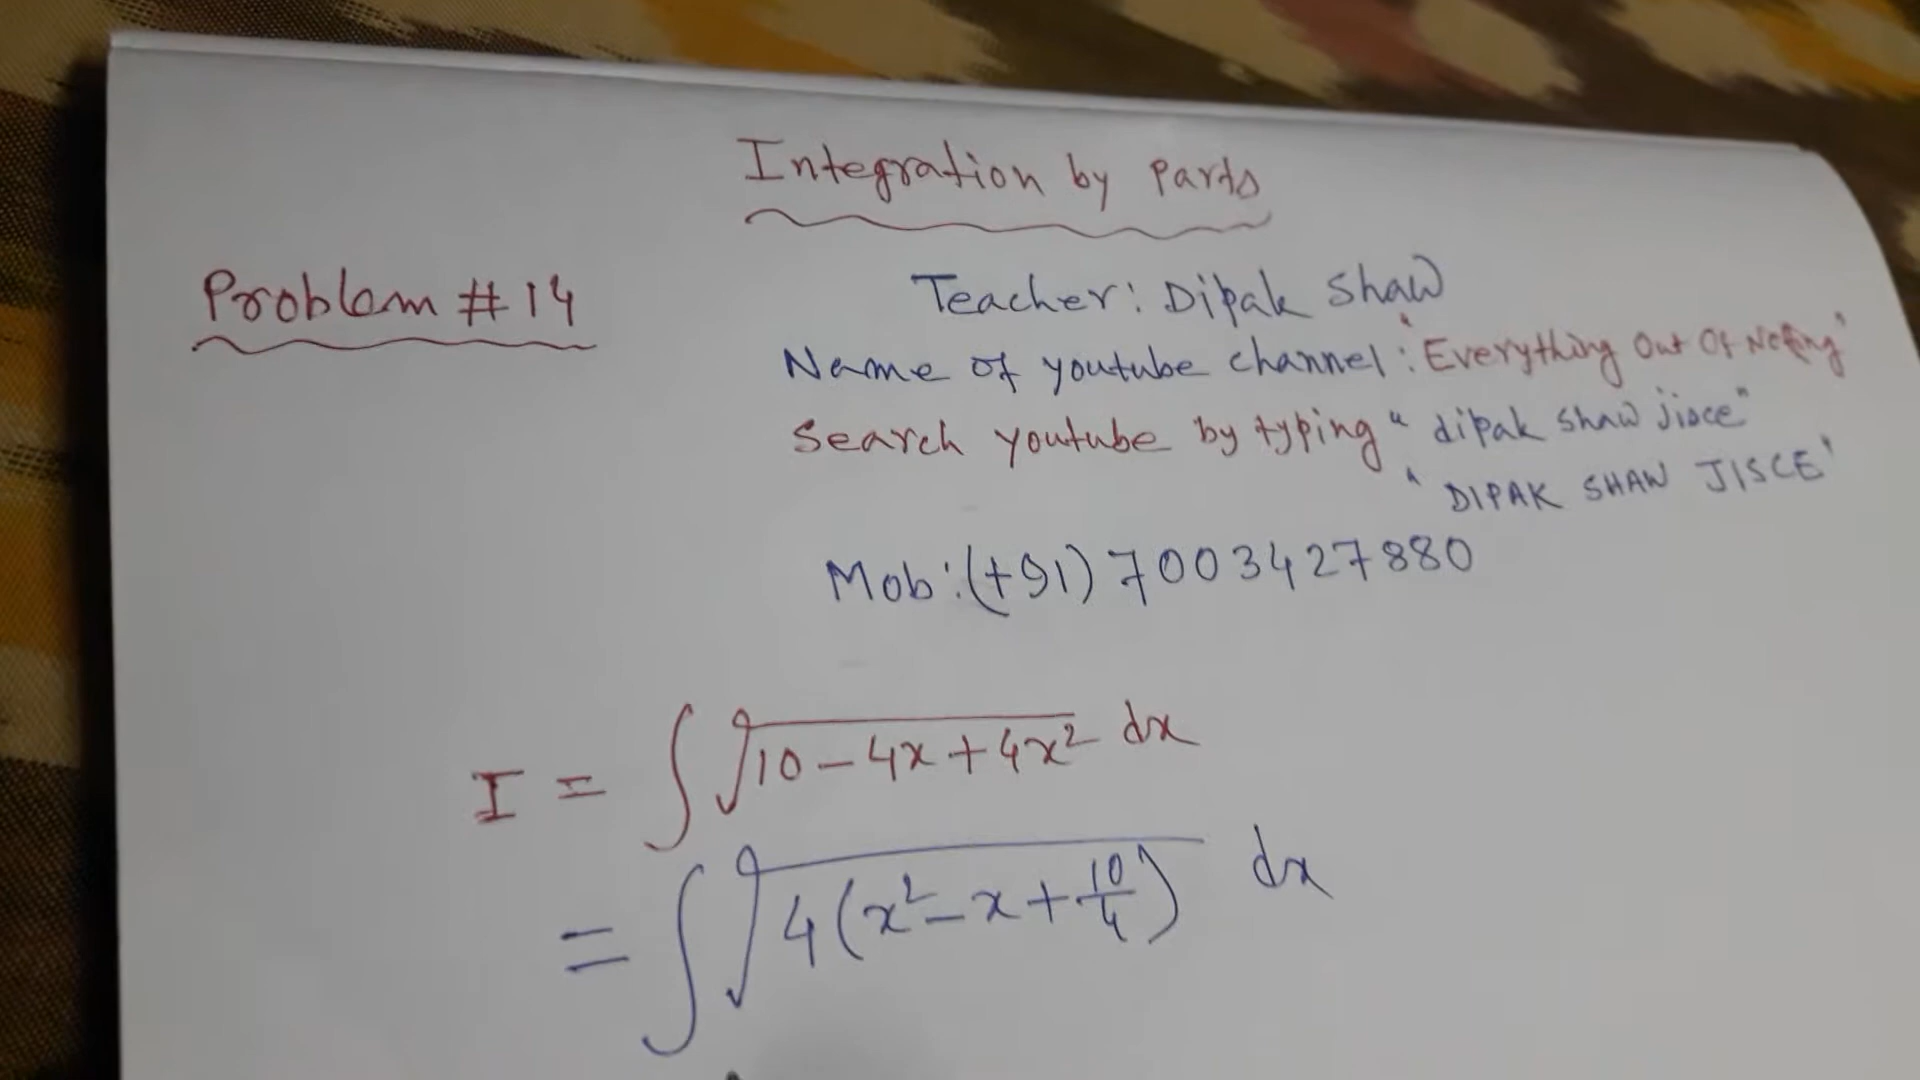 Integration by parts
Problem # 14
Teacher: Dipak Shaw
Name of youtube channel: "Everything Out Of Nothing"
Search youtube by typing "dipak shaw jisce"
"DIPAK SHAW JISCE"
Mob: (+91) 7003427880
I = ∫ √(10 - 4x + 4x²) dx
= ∫ √(4(x² - x + 10/4)) dx